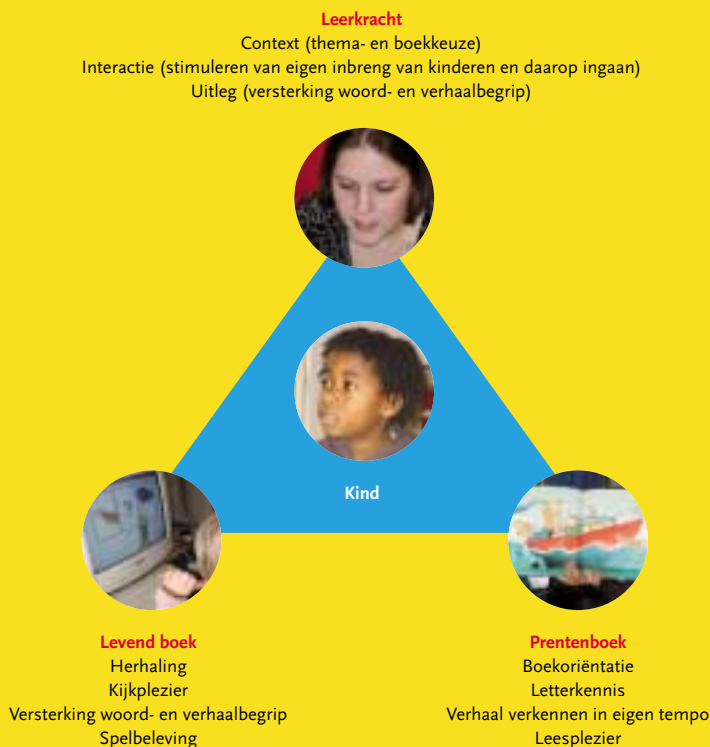 Leerkracht
Context (thema- en boekkeuze)
Interactie (stimuleren van eigen inbreng van kinderen en daarop ingaan)
Uitleg (versterking woord- en verhaalbegrip)
Kind
Levend boek
Herhaling
Kijkplezier
Versterking woord- en verhaalbegrip
Spelbeleving
Prentenboek
Boekoriëntatie
Letterkennis
Verhaal verkennen in eigen tempo
Leesplezier